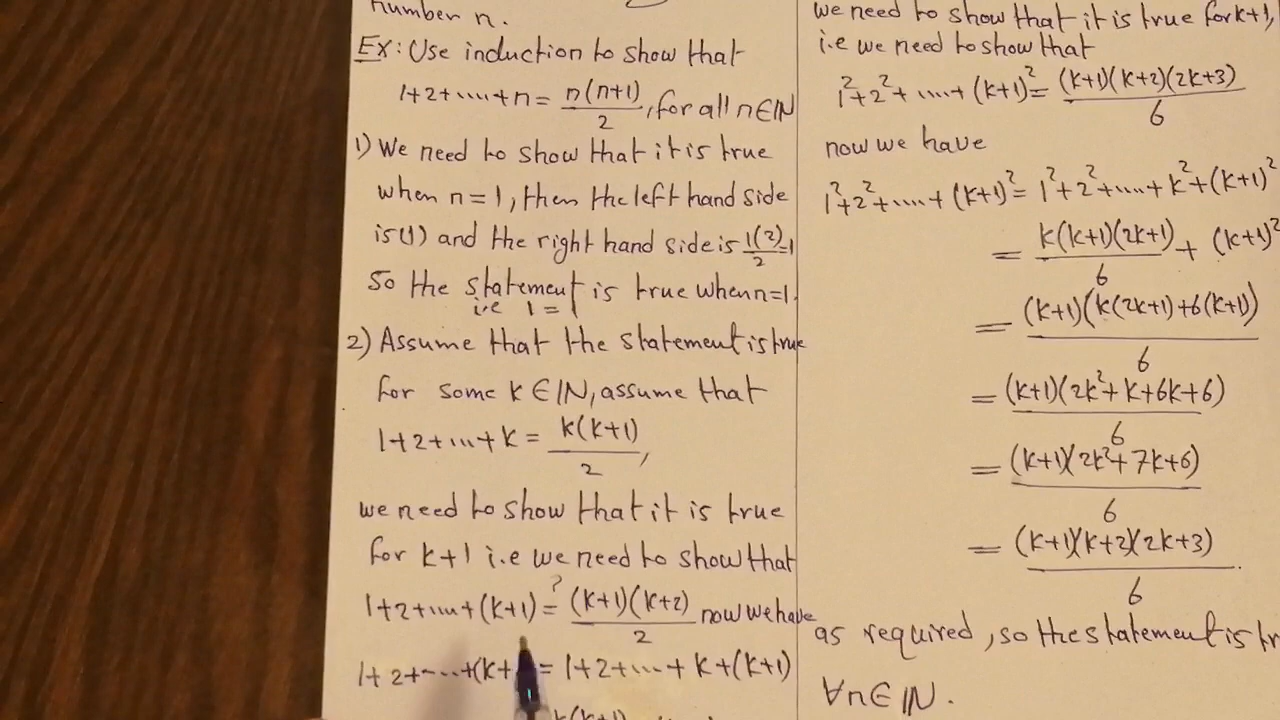 number n.
Ex: Use induction to show that
1+2+.....+n = n(n+1)/2, for all n∈ℕ
1) We need to show that it is true
when n=1, then the left hand side
is (1) and the right hand side is 1(2)/2=1
So the statement is true when n=1.
i.e 1 = 1
2) Assume that the statement is true
for some k∈ℕ, assume that
1+2+...+k = k(k+1)/2,
we need to show that it is true
for k+1 i.e we need to show that
1+2+....+(k+1) =? (k+1)(k+2)/2 now we have
1+2+....+(k+ = 1+2+....+k+(k+1)
k(k+1)
we need to show that it is true for k+1,
i.e we need to show that
1²+2²+.....+(k+1)² = (k+1)(k+2)(2k+3)/6
now we have
1²+2²+....+(k+1)² = 1²+2²+....+k²+(k+1)²
= k(k+1)(2k+1)/6 + (k+1)²
= (k+1)(k(2k+1)+6(k+1))/6
= (k+1)(2k²+k+6k+6)/6
= (k+1)(2k²+7k+6)/6
= (k+1)(k+2)(2k+3)/6
as required, so the statement is tr
∀n∈ℕ.